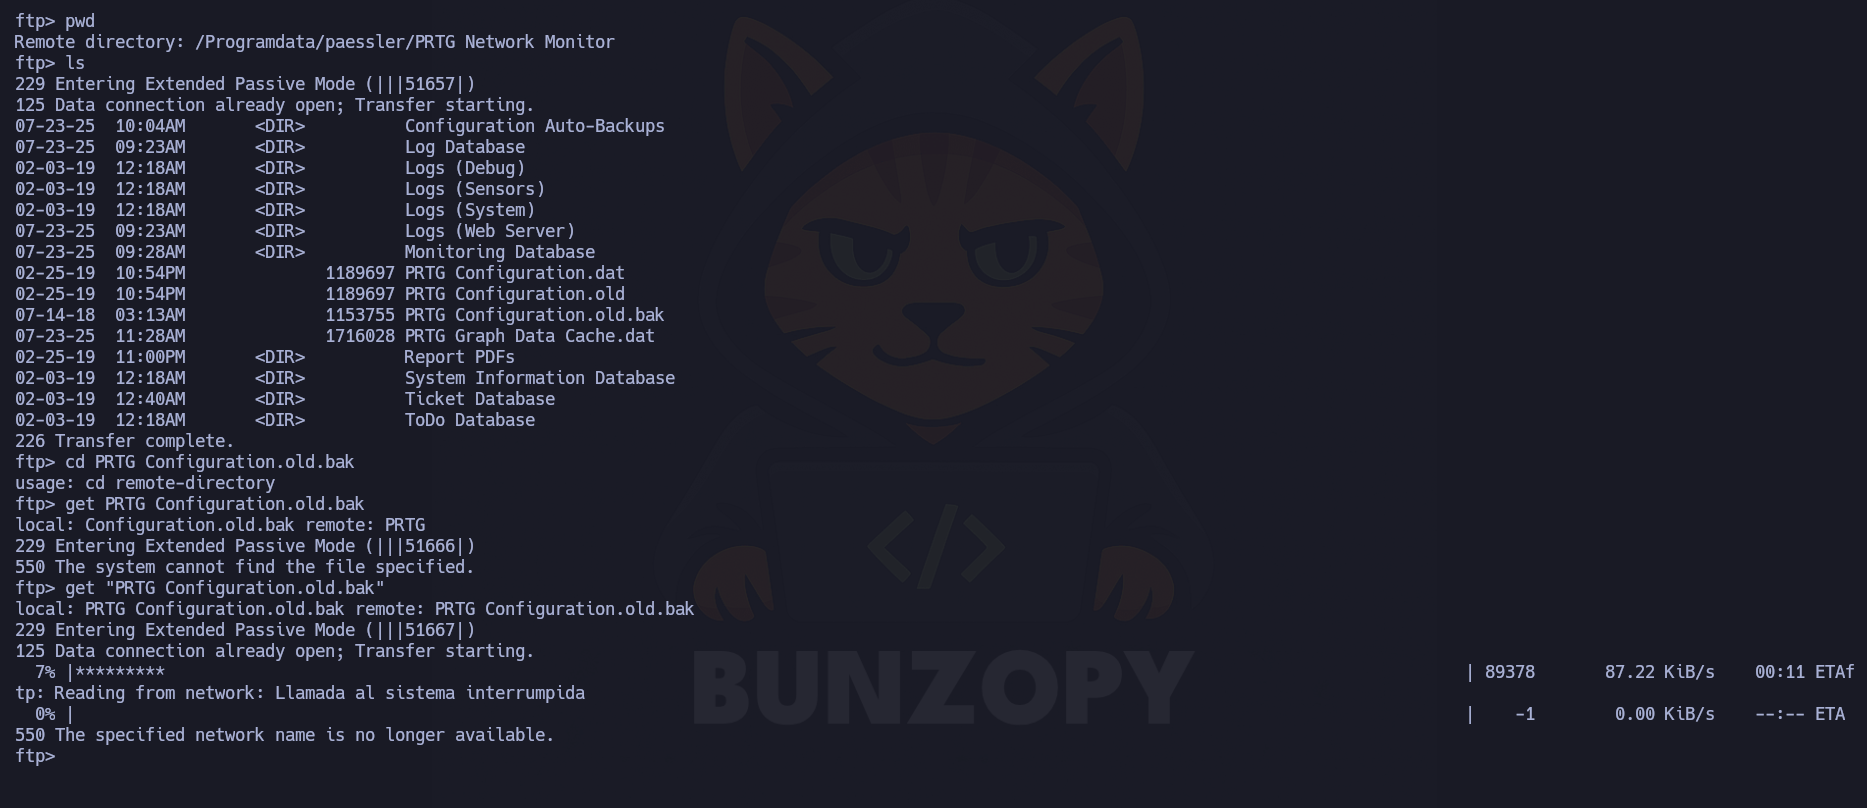 ftp> pwd
Remote directory: /Programdata/paessler/PRTG Network Monitor
ftp> ls
229 Entering Extended Passive Mode (|||51657|)
125 Data connection already open; Transfer starting.
07-23-25  10:04AM       <DIR>          Configuration Auto-Backups
07-23-25  09:23AM       <DIR>          Log Database
02-03-19  12:18AM       <DIR>          Logs (Debug)
02-03-19  12:18AM       <DIR>          Logs (Sensors)
02-03-19  12:18AM       <DIR>          Logs (System)
07-23-25  09:23AM       <DIR>          Logs (Web Server)
07-23-25  09:28AM       <DIR>          Monitoring Database
02-25-19  10:54PM              1189697 PRTG Configuration.dat
02-25-19  10:54PM              1189697 PRTG Configuration.old
07-14-18  03:13AM              1153755 PRTG Configuration.old.bak
07-23-25  11:28AM              1716028 PRTG Graph Data Cache.dat
02-25-19  11:00PM       <DIR>          Report PDFs
02-03-19  12:18AM       <DIR>          System Information Database
02-03-19  12:40AM       <DIR>          Ticket Database
02-03-19  12:18AM       <DIR>          ToDo Database
226 Transfer complete.
ftp> cd PRTG Configuration.old.bak
usage: cd remote-directory
ftp> get PRTG Configuration.old.bak
local: Configuration.old.bak remote: PRTG
229 Entering Extended Passive Mode (|||51666|)
550 The system cannot find the file specified.
ftp> get "PRTG Configuration.old.bak"
local: PRTG Configuration.old.bak remote: PRTG Configuration.old.bak
229 Entering Extended Passive Mode (|||51667|)
125 Data connection already open; Transfer starting.
  7% |*********                                    | 89378       87.22 KiB/s    00:11 ETAf
tp: Reading from network: Llamada al sistema interrumpida
  0% |                                             |    -1        0.00 KiB/s    --:-- ETA
550 The specified network name is no longer available.
ftp>
</>
BUNZOPY